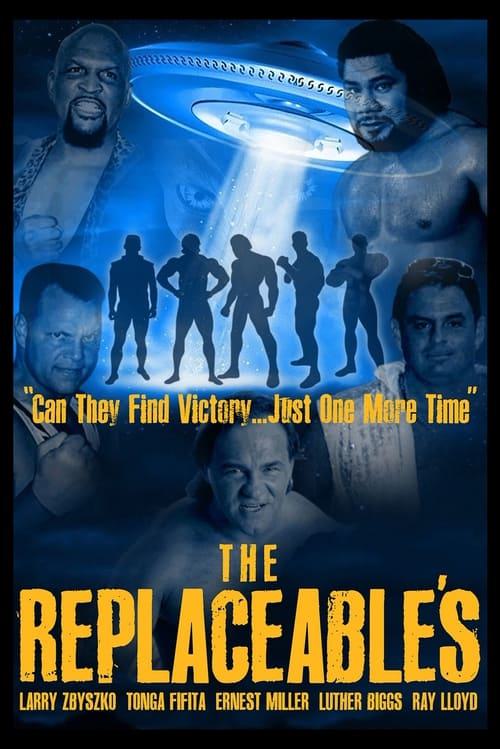 "Can They Find Victory...Just One More Time"
THE
REPLACEABLE'S
LARRY ZBYSZKO TONGA FIFITA ERNEST MILLER LUTHER BIGGS RAY LLOYD